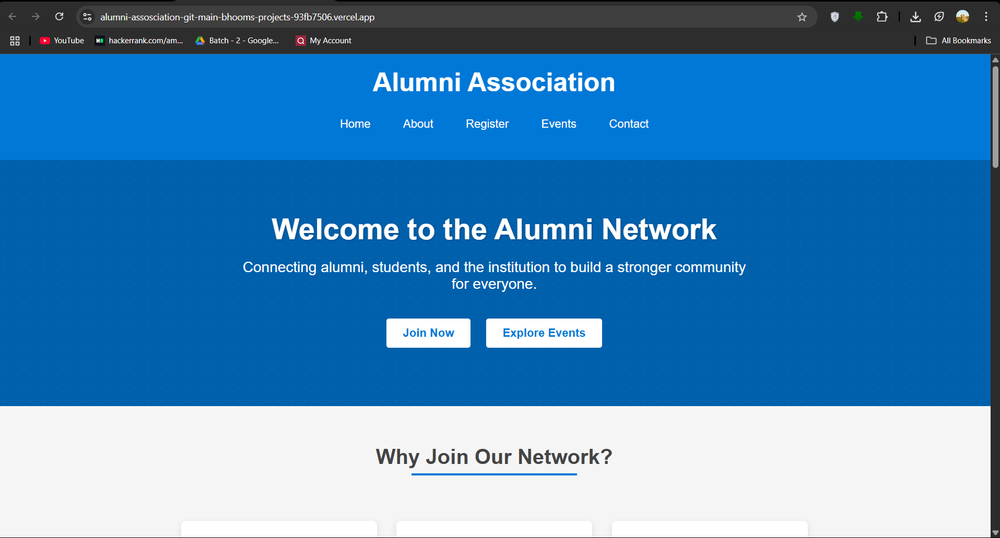 alumni-assosciation-git-main-bhooms-projects-93fb7506.vercel.app
YouTube hackerrank.com/am... Batch - 2 - Google... My Account All Bookmarks
Alumni Association
Home About Register Events Contact
Welcome to the Alumni Network
Connecting alumni, students, and the institution to build a stronger community
for everyone.
Join Now Explore Events
Why Join Our Network?